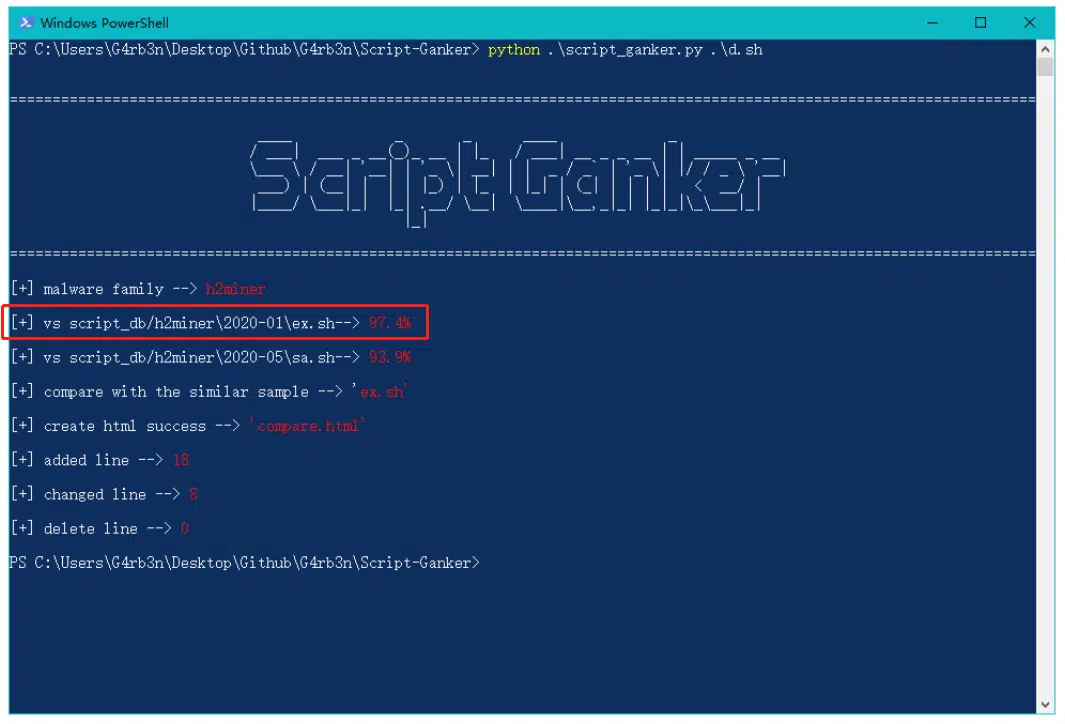 Windows PowerShell
PS C:\Users\G4rb3n\Desktop\Github\G4rb3n\Script-Ganker> python .\script_ganker.py .\d.sh
========================================================================================================================
Script Ganker
========================================================================================================================
[+] malware family --> h2miner
[+] vs script_db/h2miner\2020-01\ex.sh--> 97.4%
[+] vs script_db/h2miner\2020-05\sa.sh--> 93.9%
[+] compare with the similar sample --> 'ex.sh'
[+] create html success --> 'compare.html'
[+] added line --> 18
[+] changed line --> 8
[+] delete line --> 0
PS C:\Users\G4rb3n\Desktop\Github\G4rb3n\Script-Ganker>